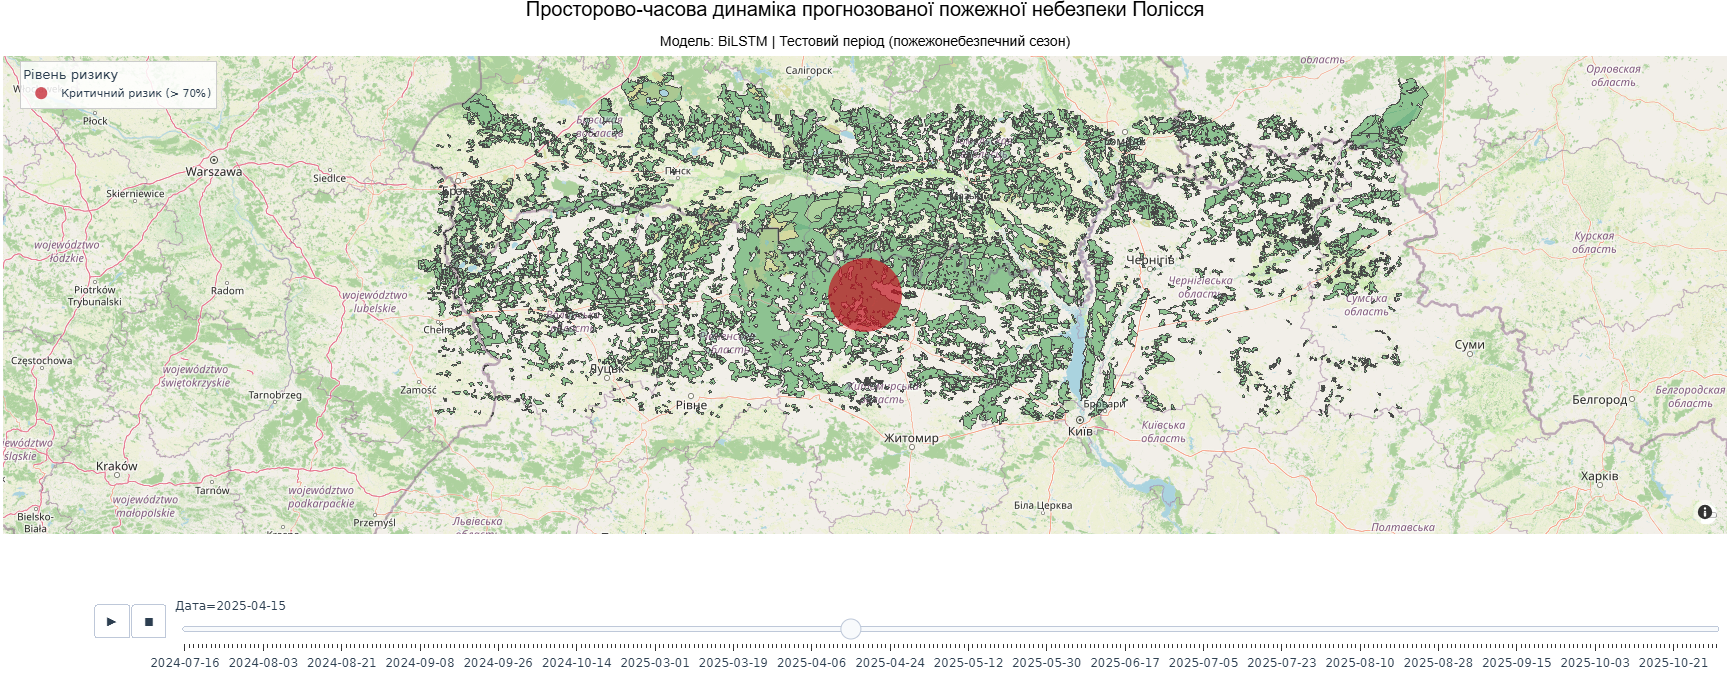 Просторово-часова динаміка прогнозованої пожежної небезпеки Полісся
Модель: BiLSTM | Тестовий період (пожежонебезпечний сезон)
Рівень ризику
Критичний ризик (> 70%)
Салігорск
область
Орловская
область
Płock
Warszawa
Siedlce
Skierniewice
Пінск
województwo
łódzkie
Курская
область
Чернігів
Чернігівська
область
Piotrków
Trybunalski
Radom
województwo
lubelskie
Сумська
область
Chełm
Суми
Częstochowa
województwo
świętokrzyskie
Луцьк
Zamość
Tarnobrzeg
область
Рівне
Бровари
Белгород
Белгородская
область
Київ
Київська
область
Житомир
województwo
śląskie
Kraków
Tarnów
województwo
małopolskie
województwo
podkarpackie
Харків
Bielsko-
Biała
Przemyśl
Львівська
область
Біла Церква
Полтавська
Дата=2025-04-15
2024-07-16 2024-08-03 2024-08-21 2024-09-08 2024-09-26 2024-10-14 2025-03-01 2025-03-19 2025-04-06 2025-04-24 2025-05-12 2025-05-30 2025-06-17 2025-07-05 2025-07-23 2025-08-10 2025-08-28 2025-09-15 2025-10-03 2025-10-21